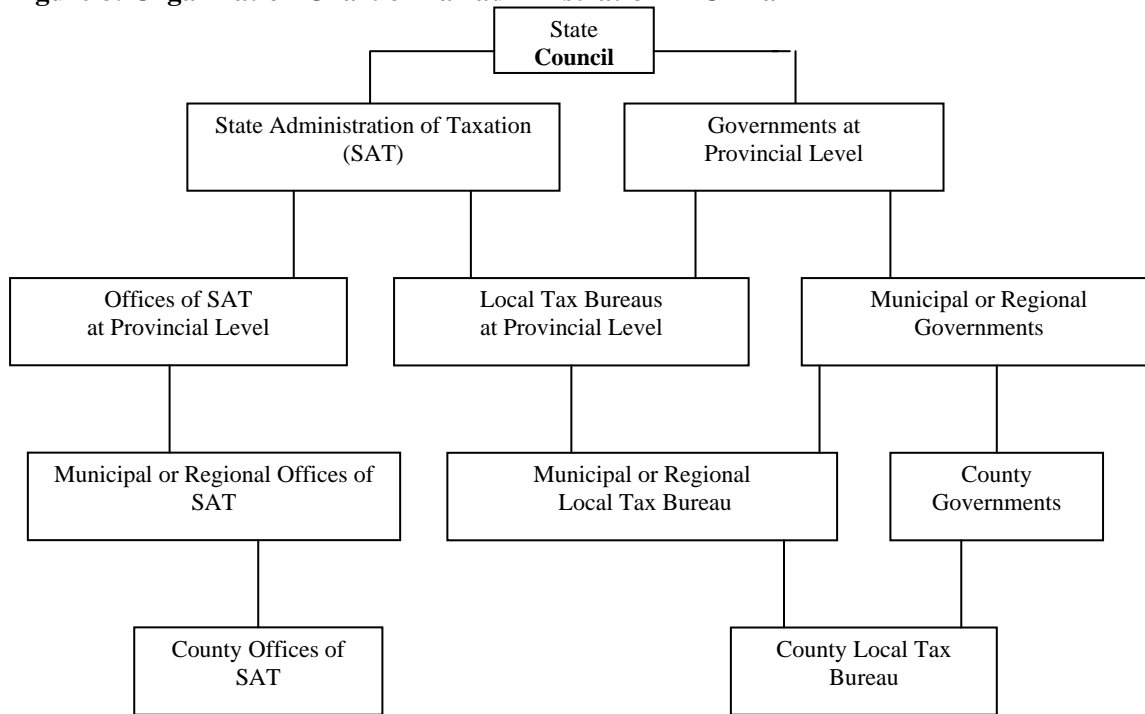 State
Council
State Administration of Taxation
(SAT)
Governments at
Provincial Level
Offices of SAT
at Provincial Level
Local Tax Bureaus
at Provincial Level
Municipal or Regional
Governments
Municipal or Regional Offices of
SAT
Municipal or Regional
Local Tax Bureau
County
Governments
County Offices of
SAT
County Local Tax
Bureau